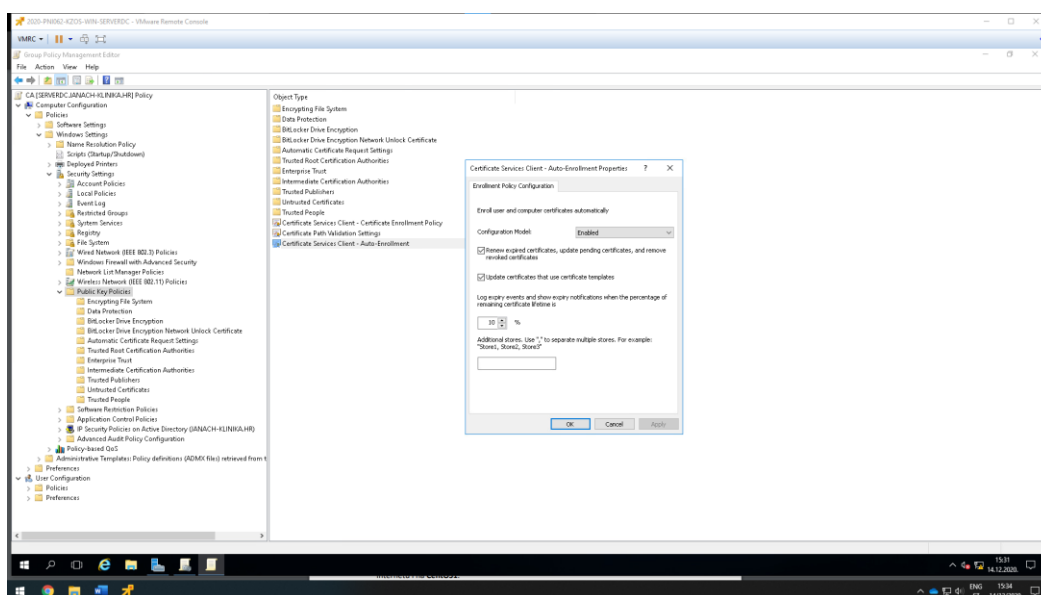 2020-PNI062-KZOS-WIN-SERVERDC - VMware Remote Console
VMRC
Group Policy Management Editor
File Action View Help
CA [SERVERDC.JANACH-KLINIKA.HR] Policy
Computer Configuration
Policies
Software Settings
Windows Settings
Name Resolution Policy
Scripts (Startup/Shutdown)
Deployed Printers
Security Settings
Account Policies
Local Policies
Event Log
Restricted Groups
System Services
Registry
File System
Wired Network (IEEE 802.3) Policies
Windows Firewall with Advanced Security
Network List Manager Policies
Wireless Network (IEEE 802.11) Policies
Public Key Policies
Encrypting File System
Data Protection
BitLocker Drive Encryption
BitLocker Drive Encryption Network Unlock Certificate
Automatic Certificate Request Settings
Trusted Root Certification Authorities
Enterprise Trust
Intermediate Certification Authorities
Trusted Publishers
Untrusted Certificates
Trusted People
Software Restriction Policies
Application Control Policies
IP Security Policies on Active Directory (JANACH-KLINIKA.HR)
Advanced Audit Policy Configuration
Policy-based QoS
Administrative Templates: Policy definitions (ADMX files) retrieved from t
Preferences
User Configuration
Policies
Preferences
Object Type
Encrypting File System
Data Protection
BitLocker Drive Encryption
BitLocker Drive Encryption Network Unlock Certificate
Automatic Certificate Request Settings
Trusted Root Certification Authorities
Enterprise Trust
Intermediate Certification Authorities
Trusted Publishers
Untrusted Certificates
Trusted People
Certificate Services Client - Certificate Enrollment Policy
Certificate Path Validation Settings
Certificate Services Client - Auto-Enrollment
Certificate Services Client - Auto-Enrollment Properties ? X
Enrollment Policy Configuration
Enroll user and computer certificates automatically
Configuration Model: Enabled
Renew expired certificates, update pending certificates, and remove
revoked certificates
Update certificates that use certificate templates
Log expiry events and show expiry notifications when the percentage of
remaining certificate lifetime is
10 %
Additional stores. Use "," to separate multiple stores. For example:
"Store1, Store2, Store3"
OK Cancel Apply
15:31
14.12.2020.
ENG 15:34